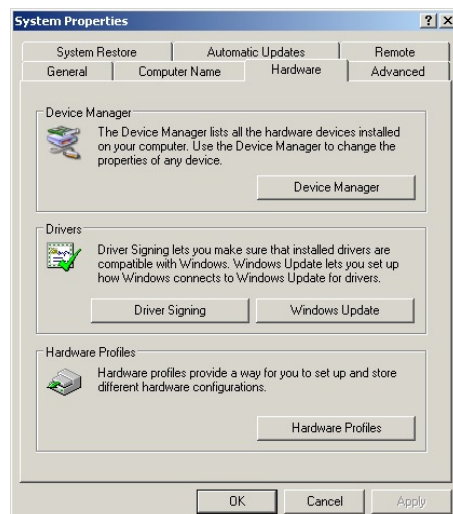 System Properties
System Restore
Automatic Updates
Remote
General
Computer Name
Hardware
Advanced
Device Manager
The Device Manager lists all the hardware devices installed
on your computer. Use the Device Manager to change the
properties of any device.
Device Manager
Drivers
Driver Signing lets you make sure that installed drivers are
compatible with Windows. Windows Update lets you set up
how Windows connects to Windows Update for drivers.
Driver Signing
Windows Update
Hardware Profiles
Hardware profiles provide a way for you to set up and store
different hardware configurations.
Hardware Profiles
OK
Cancel
Apply